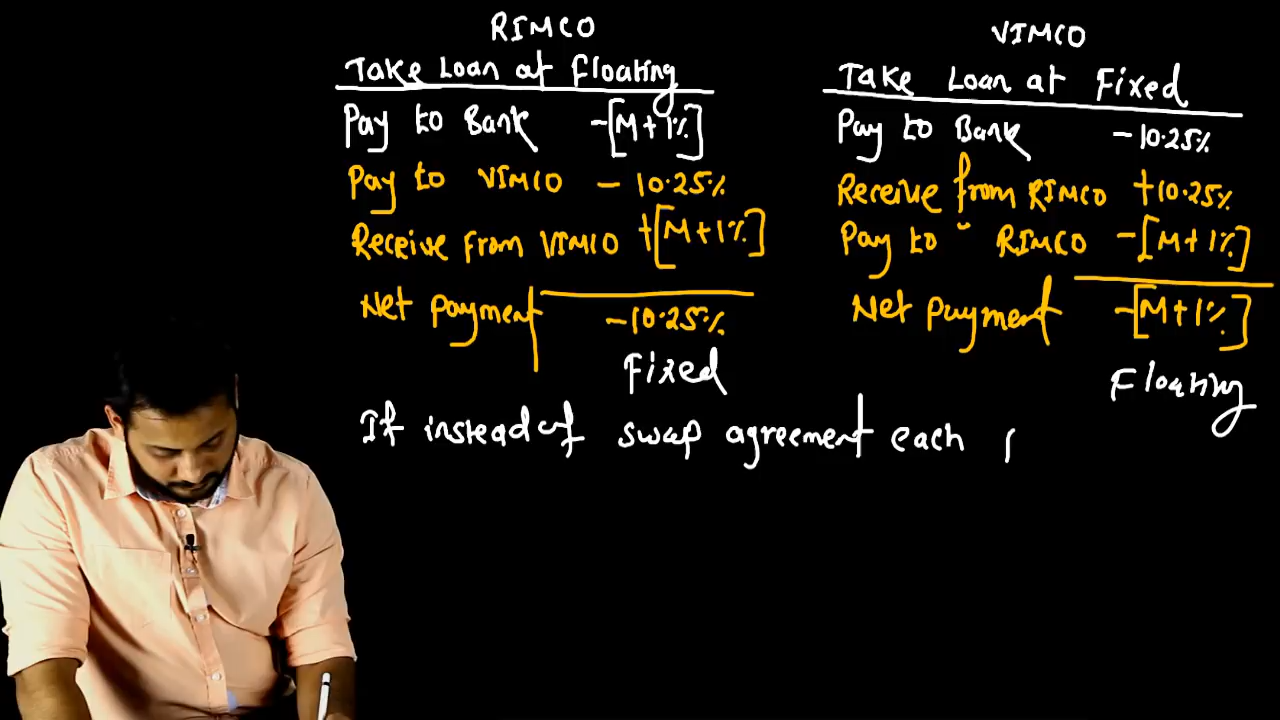 RIMCO
Take Loan at floating
Pay to Bank -[M+1%]
Pay to VIMCO - 10.25%
Receive from VIMCO +[M+1%]
Net payment -10.25%
Fixed
VIMCO
Take Loan at Fixed
Pay to Bank -10.25%
Receive from RIMCO +10.25%
Pay to RIMCO -[M+1%]
Net payment -[M+1%]
Floating
If instead of swap agreement each